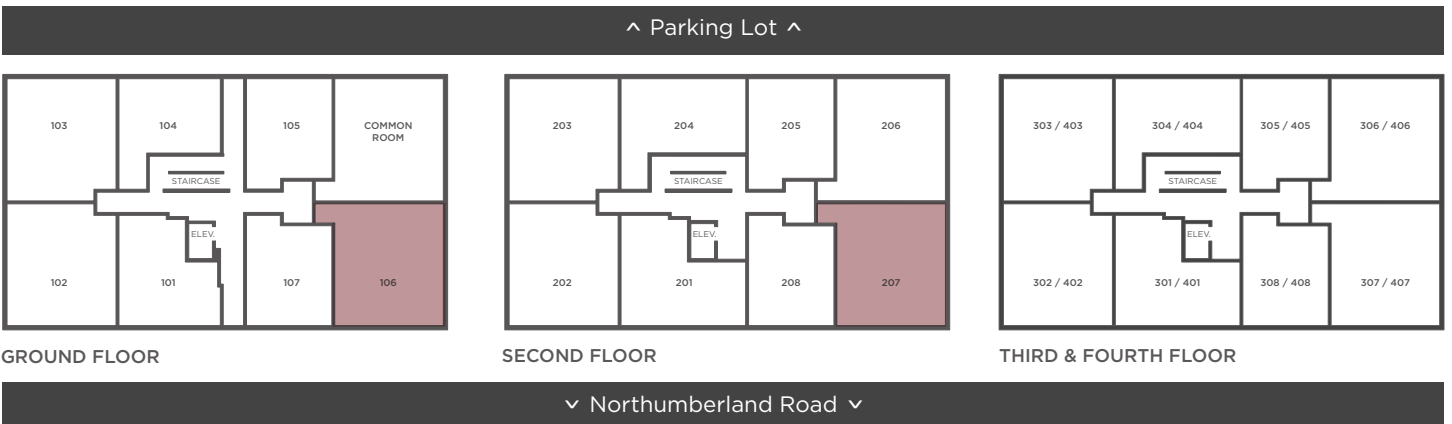 ^ Parking Lot ^
103
104
105
COMMON
ROOM
STAIRCASE
ELEV.
102
101
107
106
GROUND FLOOR
203
204
205
206
STAIRCASE
ELEV.
202
201
208
207
SECOND FLOOR
303 / 403
304 / 404
305 / 405
306 / 406
STAIRCASE
ELEV.
302 / 402
301 / 401
308 / 408
307 / 407
THIRD & FOURTH FLOOR
Northumberland Road